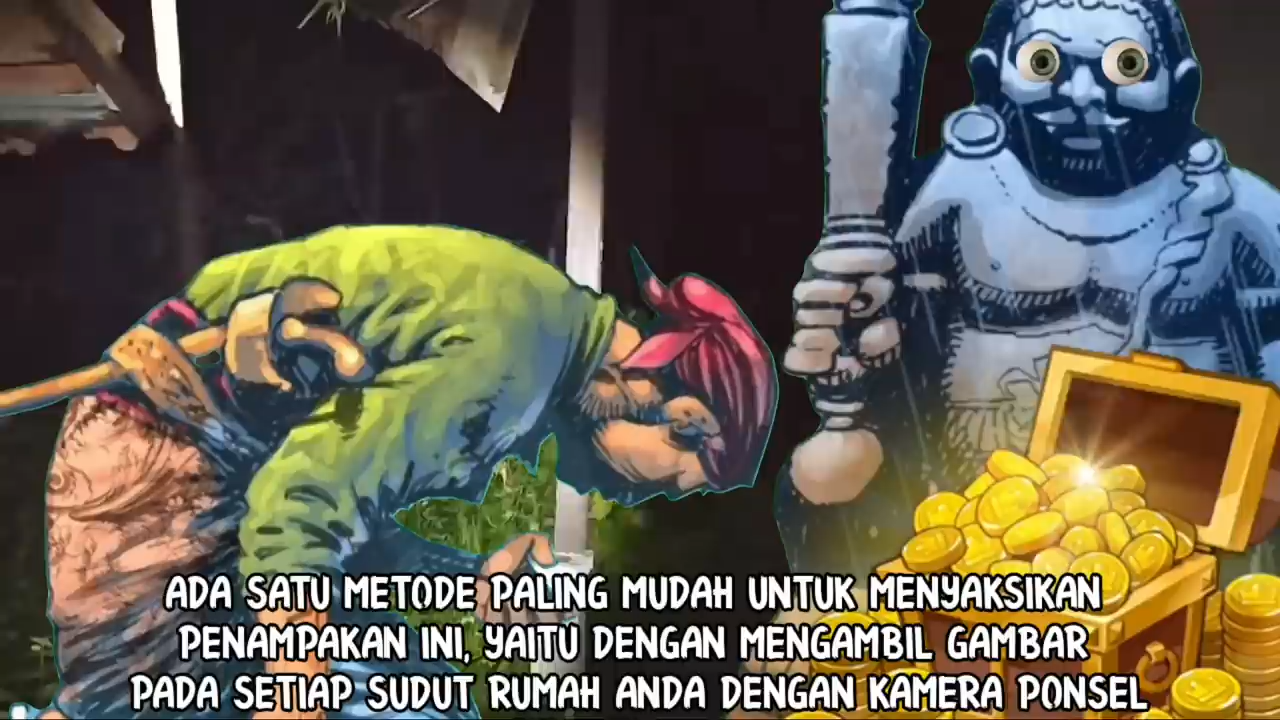 ADA SATU METODE PALING MUDAH UNTUK MENYAKSIKAN
PENAMPAKAN INI, YAITU DENGAN MENGAMBIL GAMBAR
PADA SETIAP SUDUT RUMAH ANDA DENGAN KAMERA PONSEL